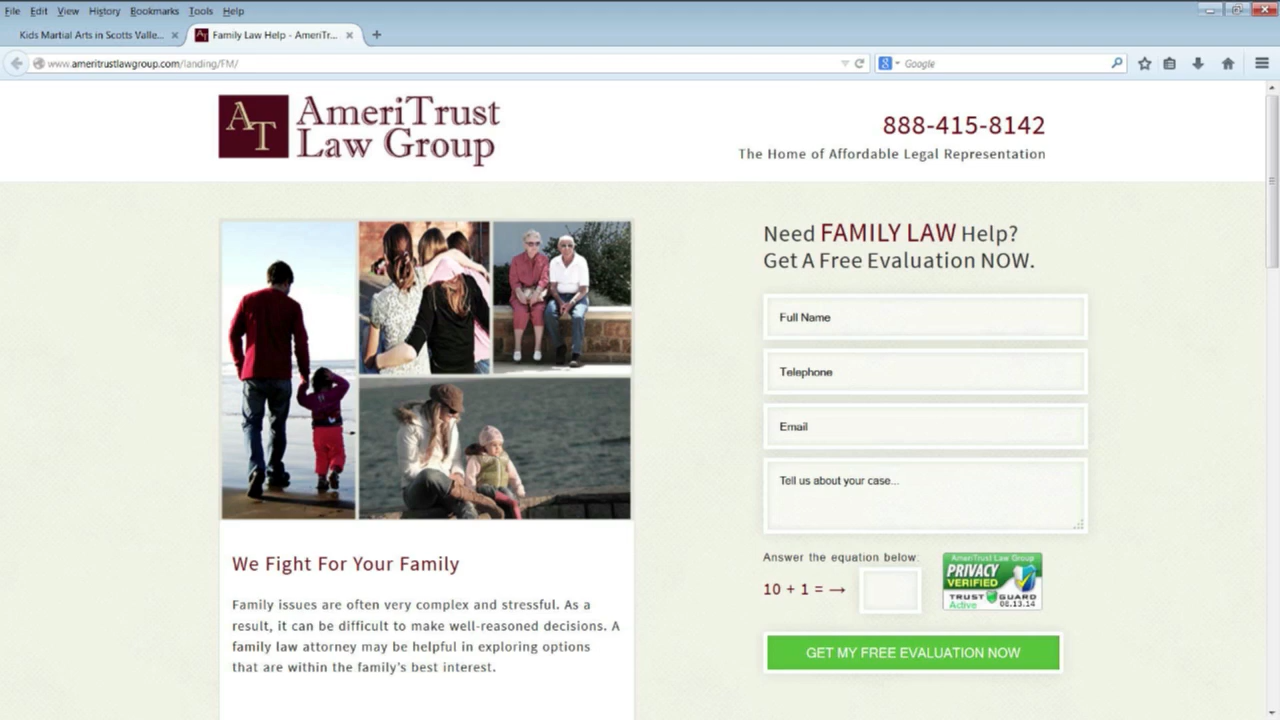 File Edit View History Bookmarks Tools Help
Kids Martial Arts in Scotts Valle...
Family Law Help - AmeriTr...
www.ameritrustlawgroup.com/landing/FM/
Google
AT
AmeriTrust
Law Group
888-415-8142
The Home of Affordable Legal Representation
Need FAMILY LAW Help?
Get A Free Evaluation NOW.
Full Name
Telephone
Email
Tell us about your case...
Answer the equation below:
10 + 1 = →
AmeriTrust Law Group
PRIVACY
VERIFIED
TRUST GUARD
Active 08.13.14
GET MY FREE EVALUATION NOW
We Fight For Your Family
Family issues are often very complex and stressful. As a
result, it can be difficult to make well-reasoned decisions. A
family law attorney may be helpful in exploring options
that are within the family's best interest.